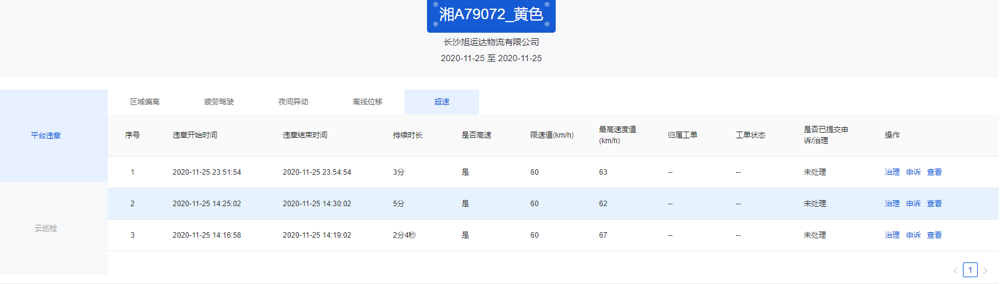 湘A79072_黄色
长沙旭运达物流有限公司
2020-11-25 至 2020-11-25
区域偏离 疲劳驾驶 夜间异动 离线位移 超速
平台违章
序号 违章开始时间 违章结束时间 持续时长 是否高速 限速值(km/h) 最高速度值(km/h) 归属工单 工单状态 是否已提交申诉/治理 操作
1 2020-11-25 23:51:54 2020-11-25 23:54:54 3分 是 60 63 -- -- 未处理 治理 申诉 查看
2 2020-11-25 14:25:02 2020-11-25 14:30:02 5分 是 60 62 -- -- 未处理 治理 申诉 查看
云巡检
3 2020-11-25 14:16:58 2020-11-25 14:19:02 2分4秒 是 60 67 -- -- 未处理 治理 申诉 查看
< 1 >